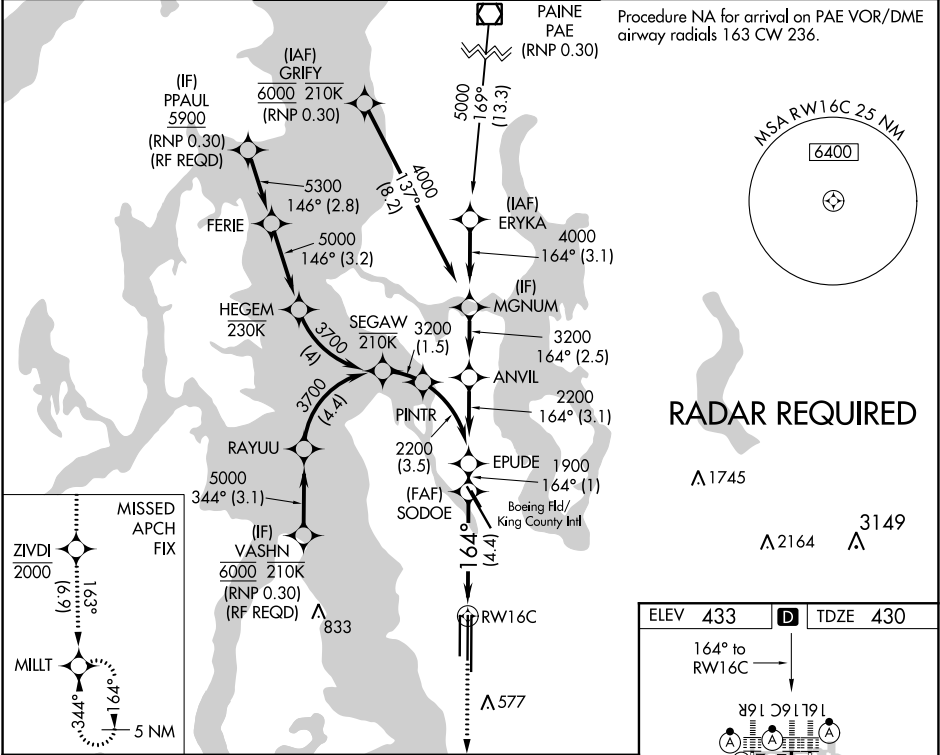 PAINE
PAE
(RNP 0.30)
Procedure NA for arrival on PAE VOR/DME
airway radials 163 CW 236.
(IAF)
GRIFY
6000 210K
(RNP 0.30)
(IF)
PPAUL
5900
(RNP 0.30)
(RF REQD)
5000
169°
(13.3)
MSA RW16C 25 NM
6400
4000
137°
(8.2)
5300
146° (2.8)
FERIE
5000
146° (3.2)
(IAF)
ERYKA
4000
164° (3.1)
(IF)
MGNUM
HEGEM
230K
3700
(4)
SEGAW
210K
3200
(1.5)
3200
164° (2.5)
ANVIL
PINTR
2200
164° (3.1)
3700
(4.4)
RADAR REQUIRED
RAYUU
2200
(3.5)
EPUDE
1900
164° (1)
5000
344° (3.1)
(FAF)
SODOE
Boeing Fld/
King County Intl
1745
MISSED
APCH
FIX
(IF)
VASHN
6000 210K
(RNP 0.30)
(RF REQD)
833
164°
(4.4)
2164
3149
ZIVDI
2000
163°
(6.9)
RW16C
ELEV 433
D
TDZE 430
MILLT
344°
164°
5 NM
577
164° to
RW16C
16R
16C
16L
A
A
A